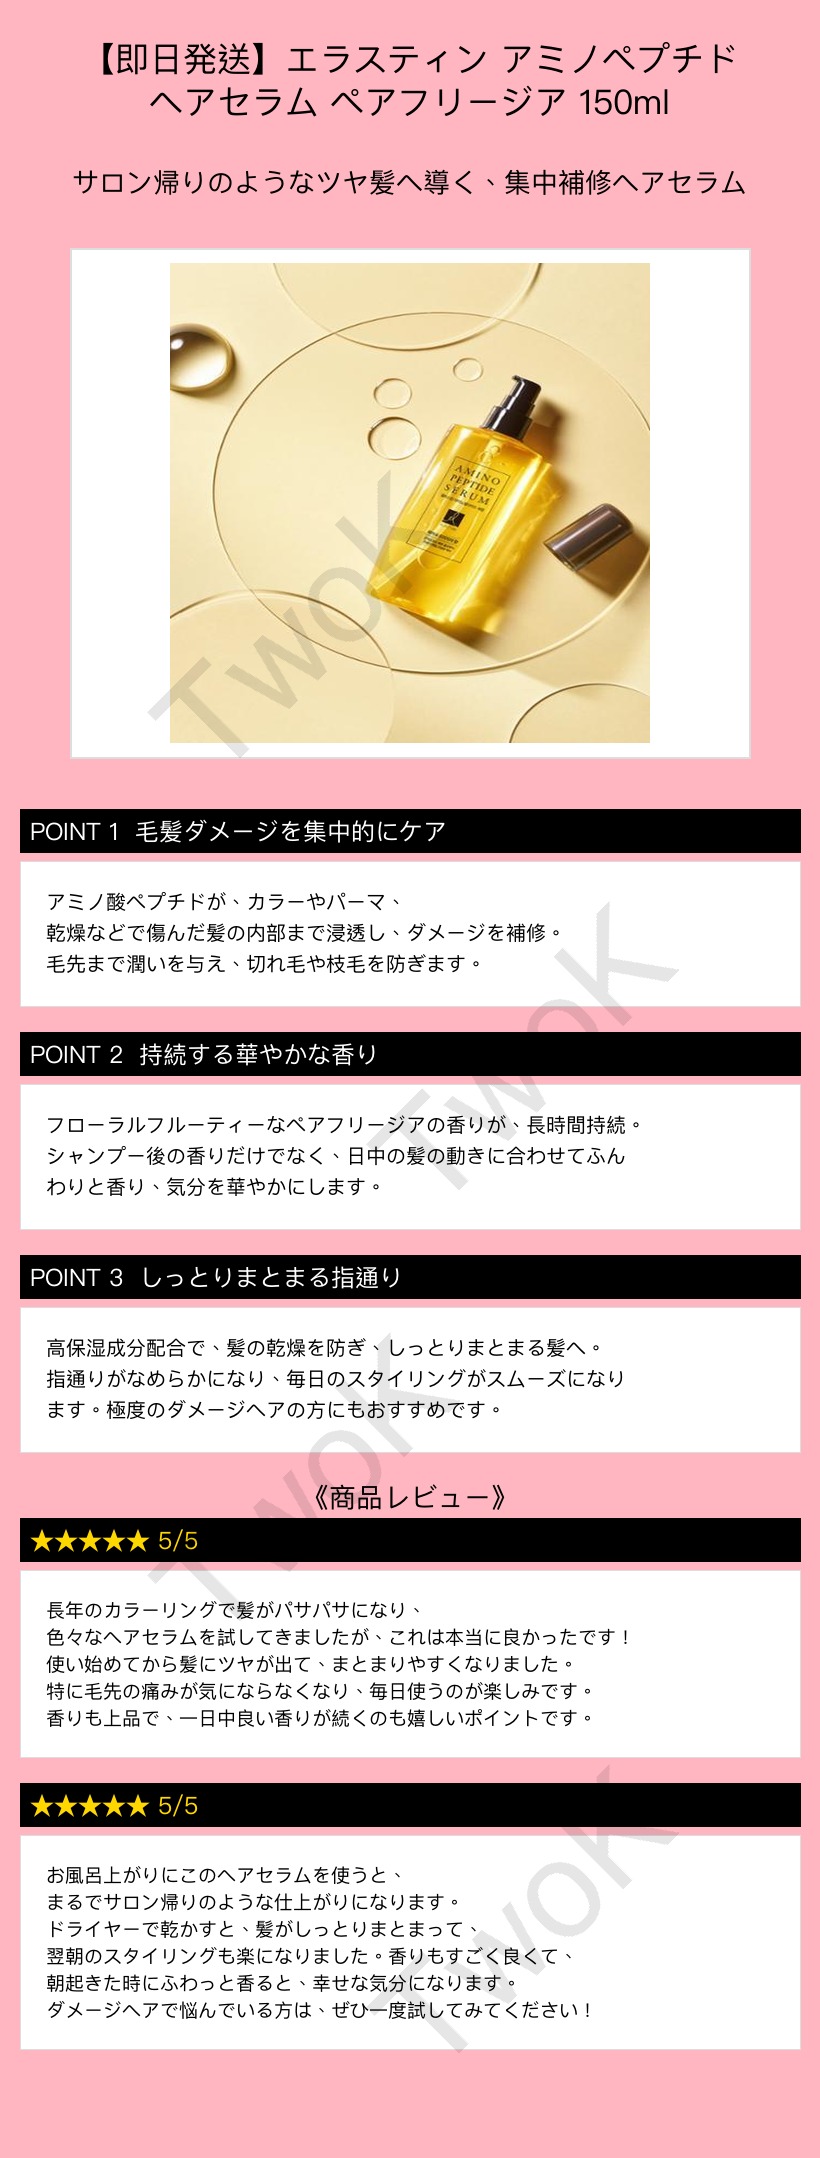 【即日発送】エラスティン アミノペプチド
ヘアセラム ペアフリージア 150ml
サロン帰りのようなツヤ髪へ導く、集中補修ヘアセラム
AMINO
PEPTIDE
SERUM
POINT 1 毛髪ダメージを集中的にケア
アミノ酸ペプチドが、カラーやパーマ、
乾燥などで傷んだ髪の内部まで浸透し、ダメージを補修。
毛先まで潤いを与え、切れ毛や枝毛を防ぎます。
POINT 2 持続する華やかな香り
フローラルフルーティーなペアフリージアの香りが、長時間持続。
シャンプー後の香りだけでなく、日中の髪の動きに合わせてふん
わりと香り、気分を華やかにします。
POINT 3 しっとりまとまる指通り
高保湿成分配合で、髪の乾燥を防ぎ、しっとりまとまる髪へ。
指通りがなめらかになり、毎日のスタイリングがスムーズになり
ます。極度のダメージヘアの方にもおすすめです。
《商品レビュー》
★★★★★ 5/5
長年のカラーリングで髪がパサパサになり、
色々なヘアセラムを試してきましたが、これは本当に良かったです！
使い始めてから髪にツヤが出て、まとまりやすくなりました。
特に毛先の痛みが気にならなくなり、毎日使うのが楽しみです。
香りも上品で、一日中良い香りが続くのも嬉しいポイントです。
★★★★★ 5/5
お風呂上がりにこのヘアセラムを使うと、
まるでサロン帰りのような仕上がりになります。
ドライヤーで乾かすと、髪がしっとりまとまって、
翌朝のスタイリングも楽になりました。香りもすごく良くて、
朝起きた時にふわっと香ると、幸せな気分になります。
ダメージヘアで悩んでいる方は、ぜひ一度試してみてください！
TwoK
TwoK
TwoK
TwoK